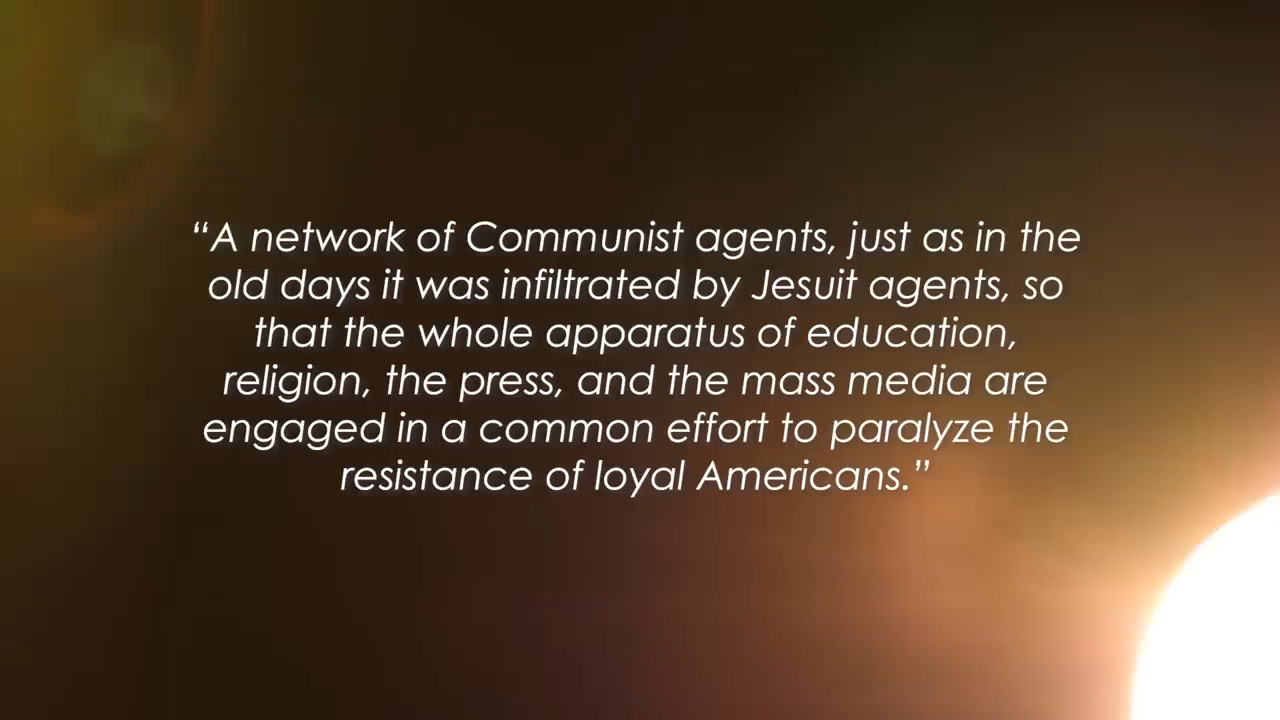 “A network of Communist agents, just as in the
old days it was infiltrated by Jesuit agents, so
that the whole apparatus of education,
religion, the press, and the mass media are
engaged in a common effort to paralyze the
resistance of loyal Americans.”